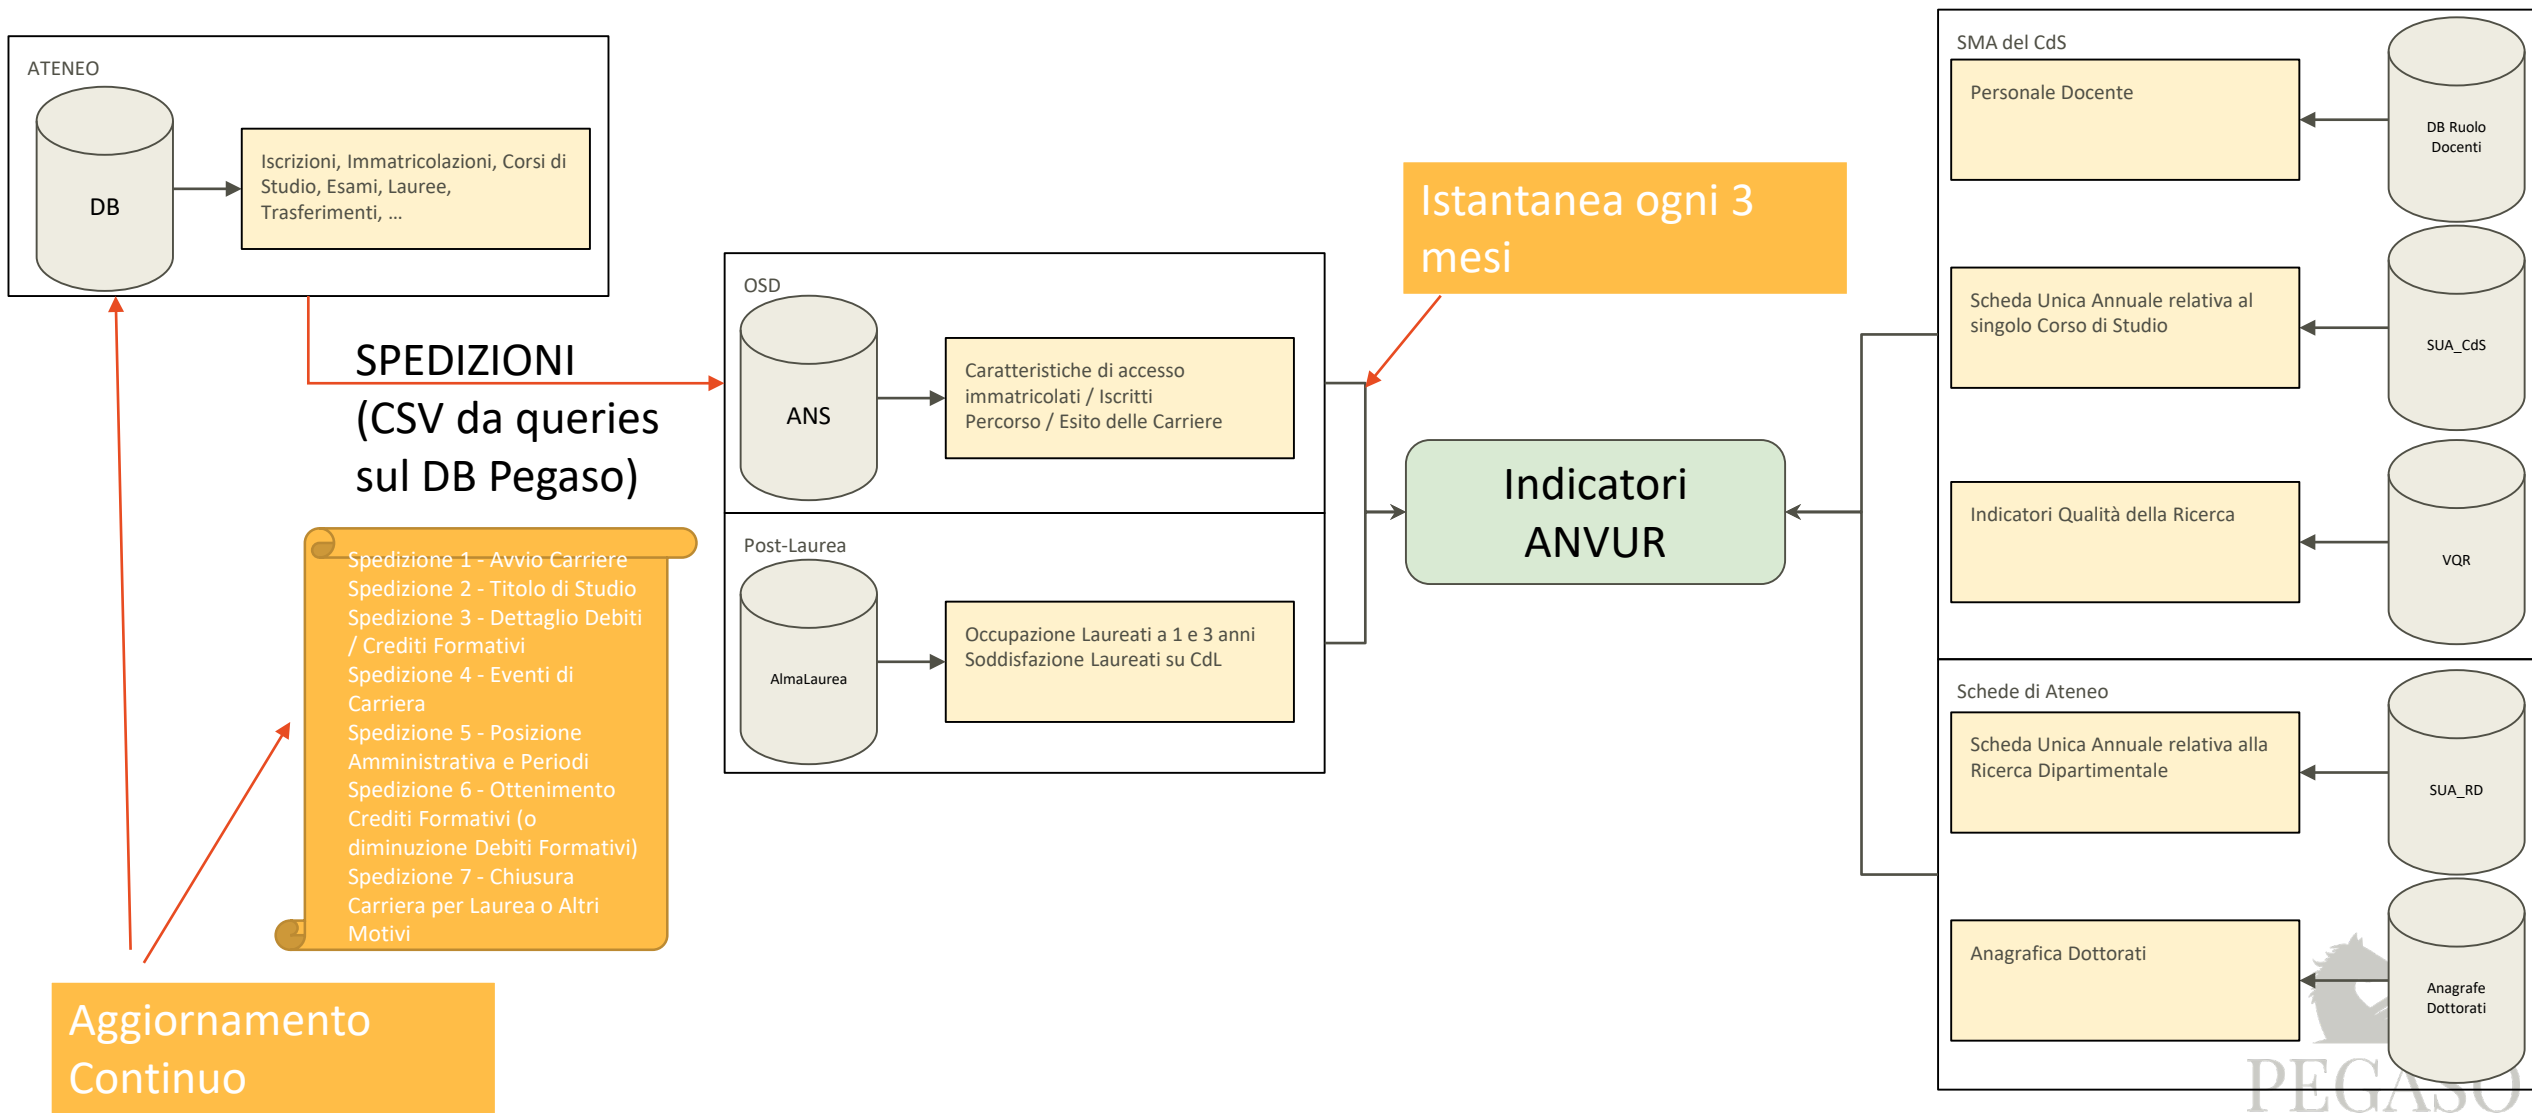 ATENEO
DB
Iscrizioni, Immatricolazioni, Corsi di
Studio, Esami, Lauree,
Trasferimenti, ...
SPEDIZIONI
(CSV da queries
sul DB Pegaso)
Spedizione 1 - Avvio Carriere
Spedizione 2 - Titolo di Studio
Spedizione 3 - Dettaglio Debiti
/ Crediti Formativi
Spedizione 4 - Eventi di
Carriera
Spedizione 5 - Posizione
Amministrativa e Periodi
Spedizione 6 - Ottenimento
Crediti Formativi (o
diminuzione Debiti Formativi)
Spedizione 7 - Chiusura
Carriera per Laurea o Altri
Motivi
Aggiornamento
Continuo
OSD
ANS
Caratteristiche di accesso
immatricolati / Iscritti
Percorso / Esito delle Carriere
Post-Laurea
AlmaLaurea
Occupazione Laureati a 1 e 3 anni
Soddisfazione Laureati su CdL
Istantanea ogni 3
mesi
Indicatori
ANVUR
SMA del CdS
Personale Docente
DB Ruolo
Docenti
Scheda Unica Annuale relativa al
singolo Corso di Studio
SUA_CdS
Indicatori Qualità della Ricerca
VQR
Schede di Ateneo
Scheda Unica Annuale relativa alla
Ricerca Dipartimentale
SUA_RD
Anagrafica Dottorati
Anagrafe
Dottorati
PEGASO